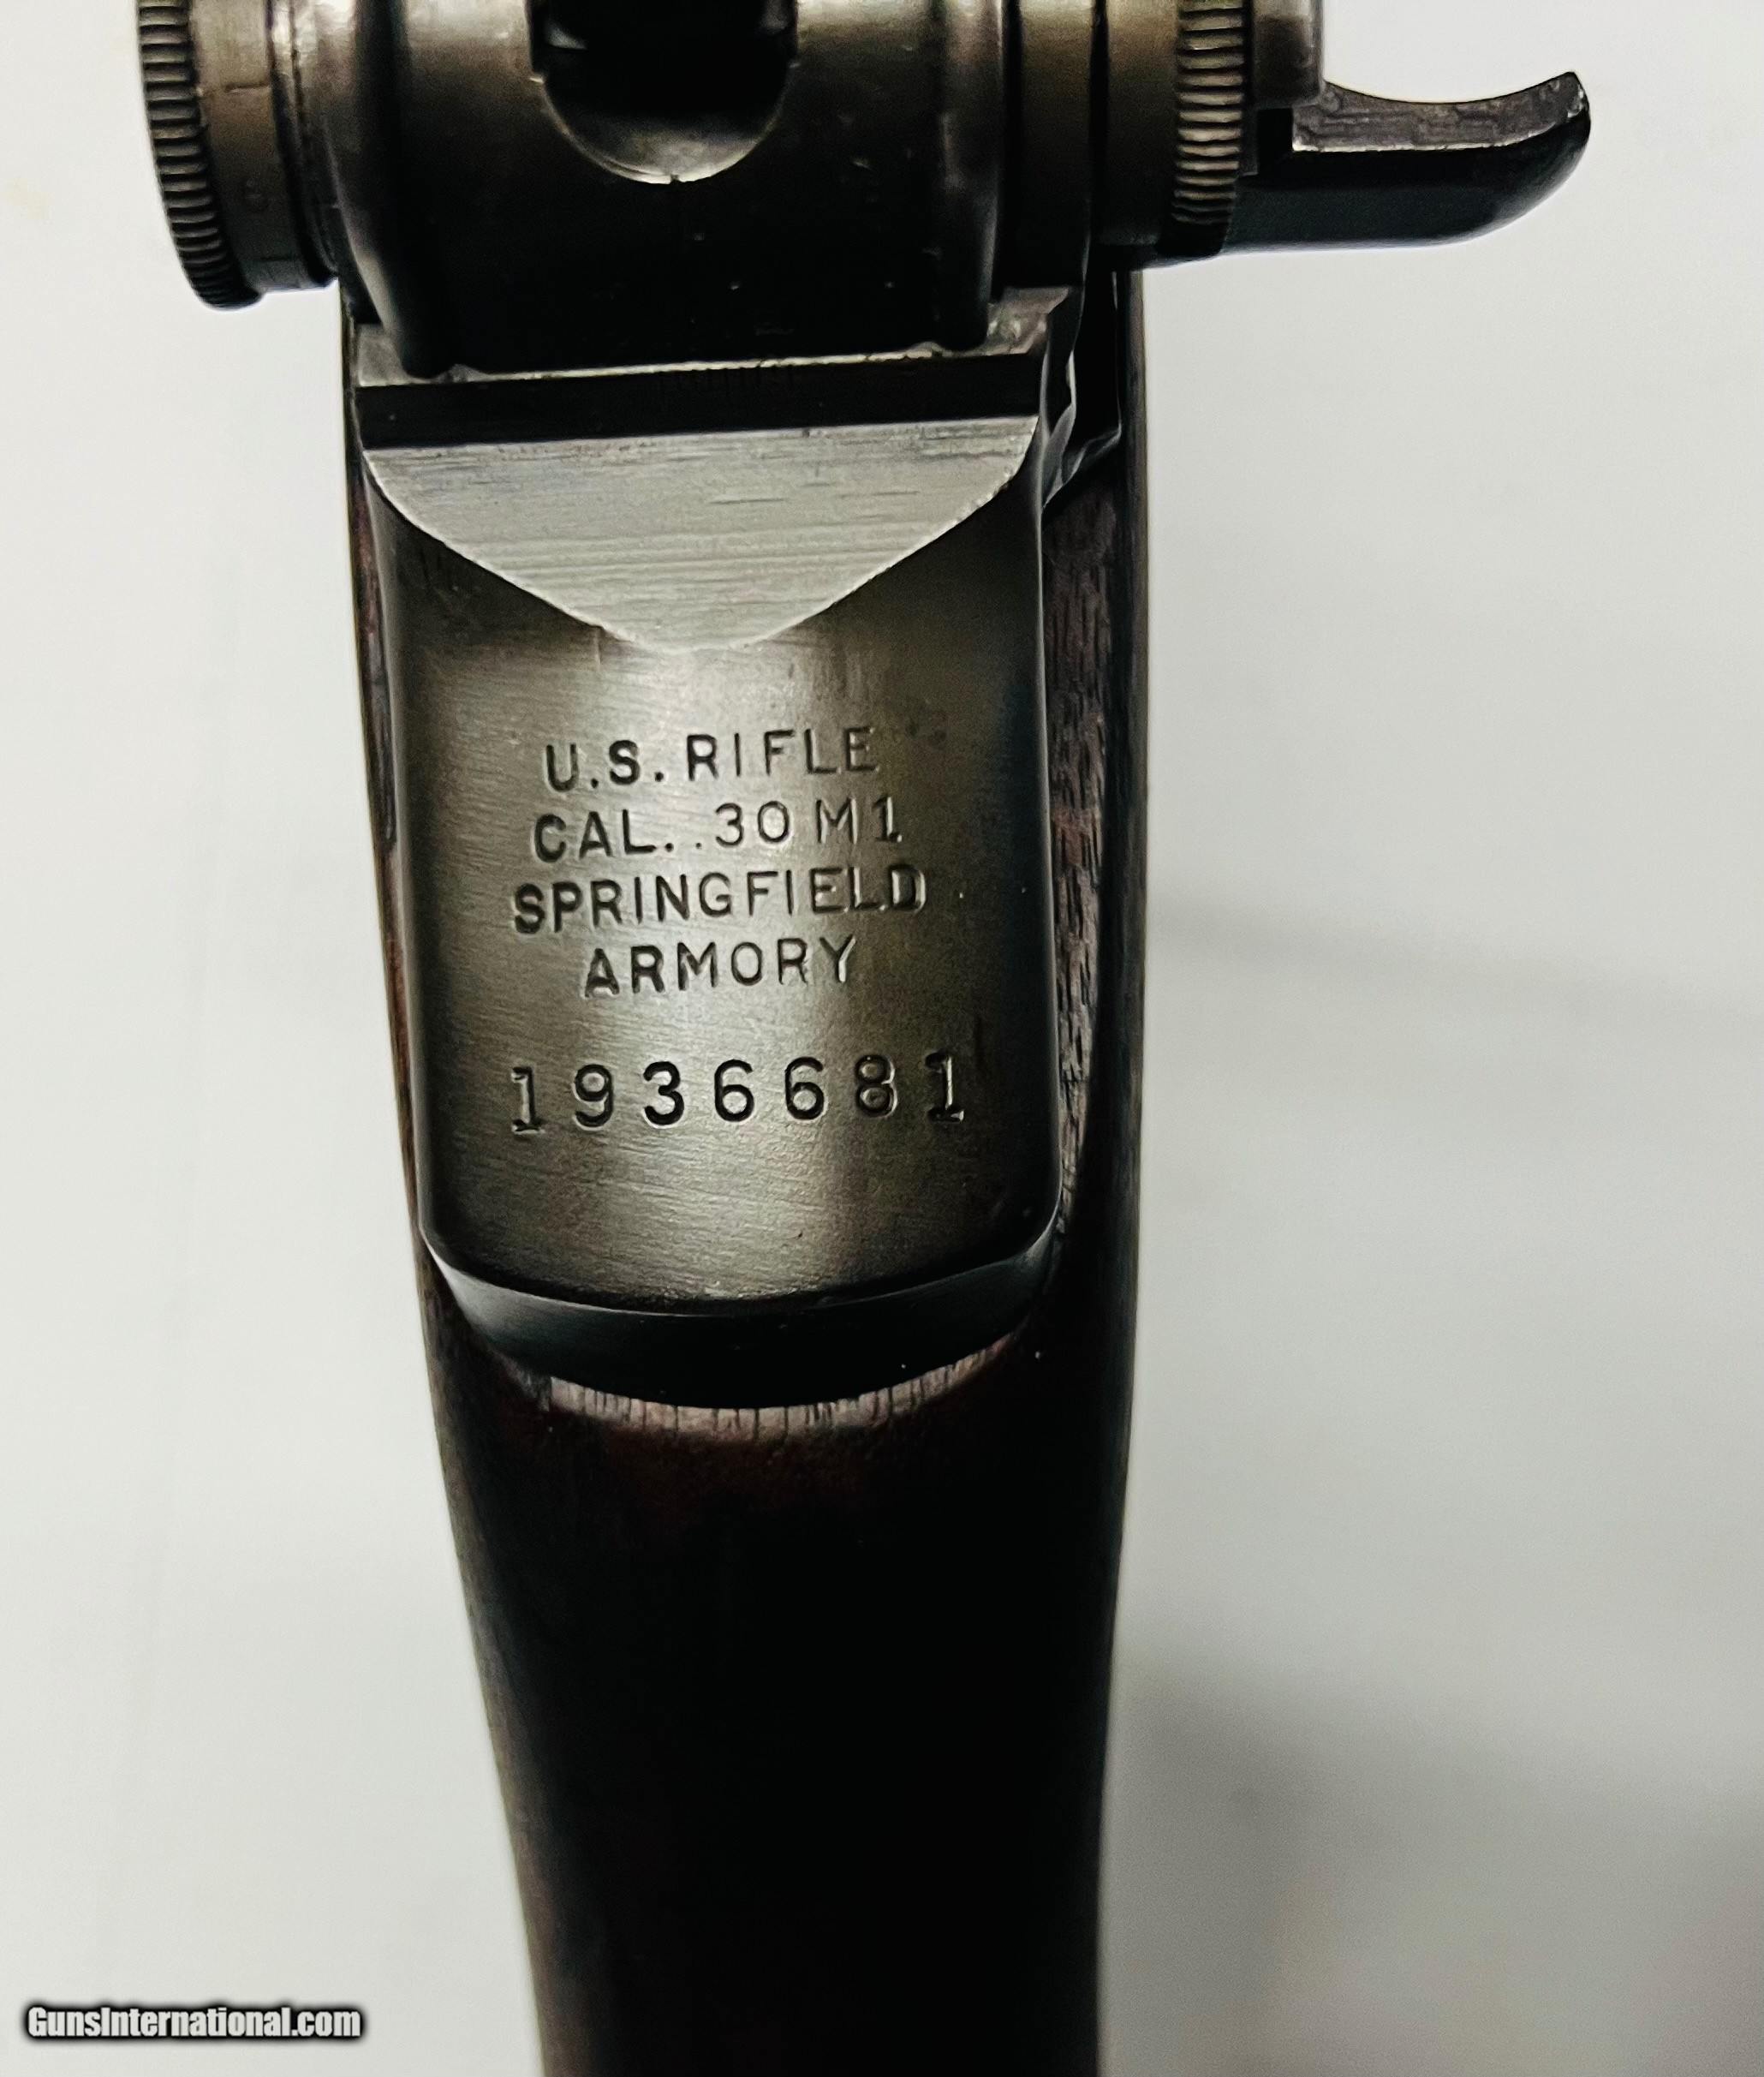 U.S. RIFLE
CAL. .30 M1
SPRINGFIELD
ARMORY
1936681
GunsInternational.com